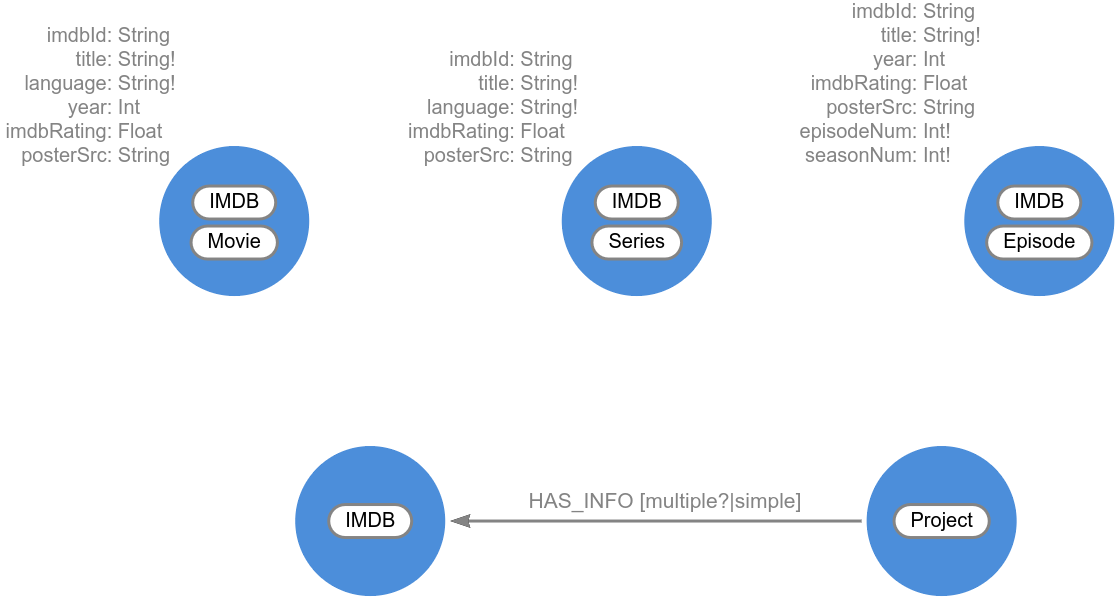 imdbId: String
title: String!
language: String!
year: Int
imdbRating: Float
posterSrc: String
IMDB
Movie
imdbId: String
title: String!
language: String!
imdbRating: Float
posterSrc: String
IMDB
Series
imdbId: String
title: String!
year: Int
imdbRating: Float
posterSrc: String
episodeNum: Int!
seasonNum: Int!
IMDB
Episode
IMDB
HAS_INFO [multiple?|simple]
Project